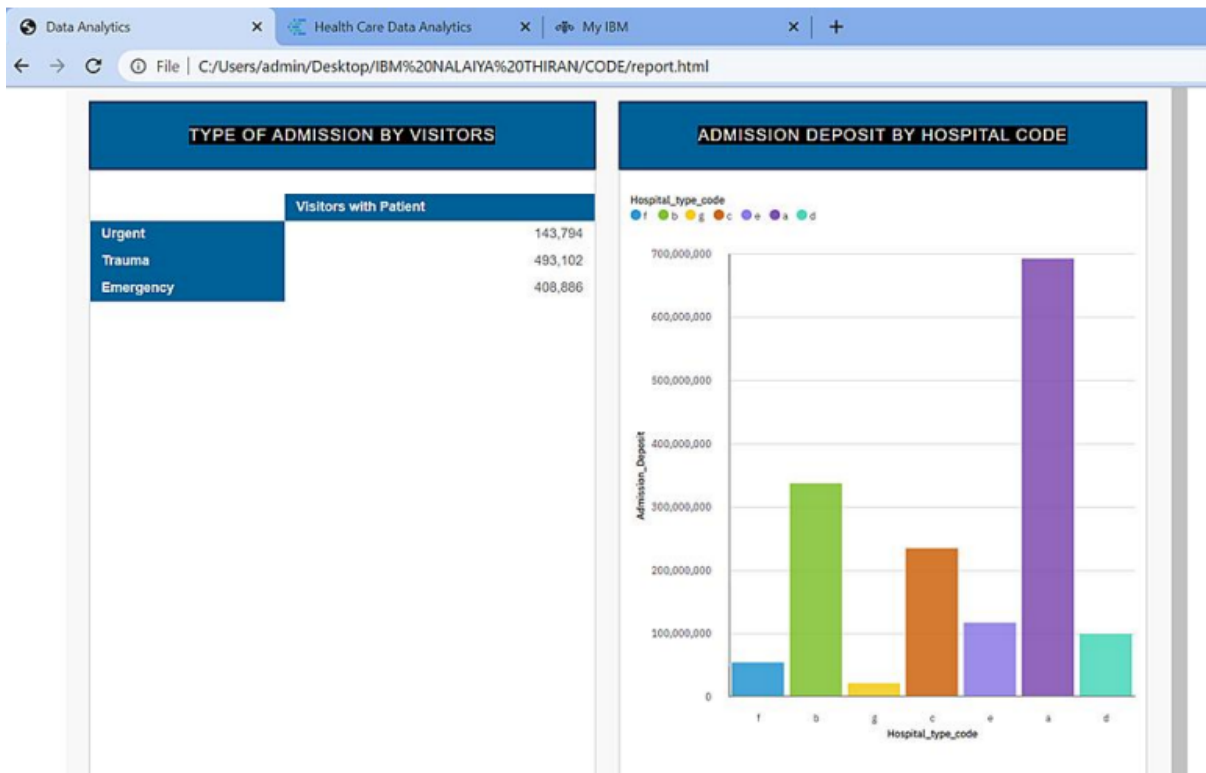 Data Analytics
Health Care Data Analytics
My IBM
File | C:/Users/admin/Desktop/IBM%20NALAIYA%20THIRAN/CODE/report.html
TYPE OF ADMISSION BY VISITORS
Visitors with Patient
Urgent 143,794
Trauma 493,102
Emergency 408,886
ADMISSION DEPOSIT BY HOSPITAL CODE
Hospital_type_code
f b g c e a d
700,000,000
600,000,000
500,000,000
400,000,000
300,000,000
200,000,000
100,000,000
0
Admission_Deposit
f b g c e a d
Hospital_type_code